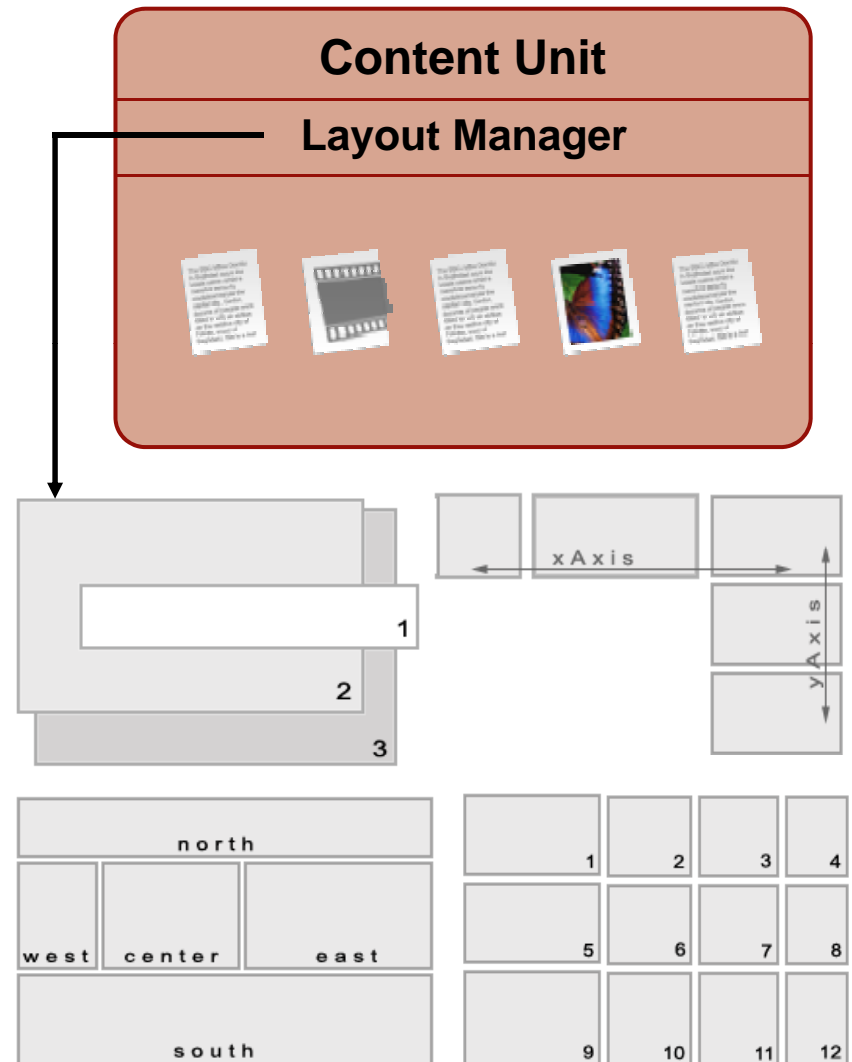 Content Unit
Layout Manager
1
2
3
xAxis
yAxis
north
west center east
south
1 2 3 4
5 6 7 8
9 10 11 12